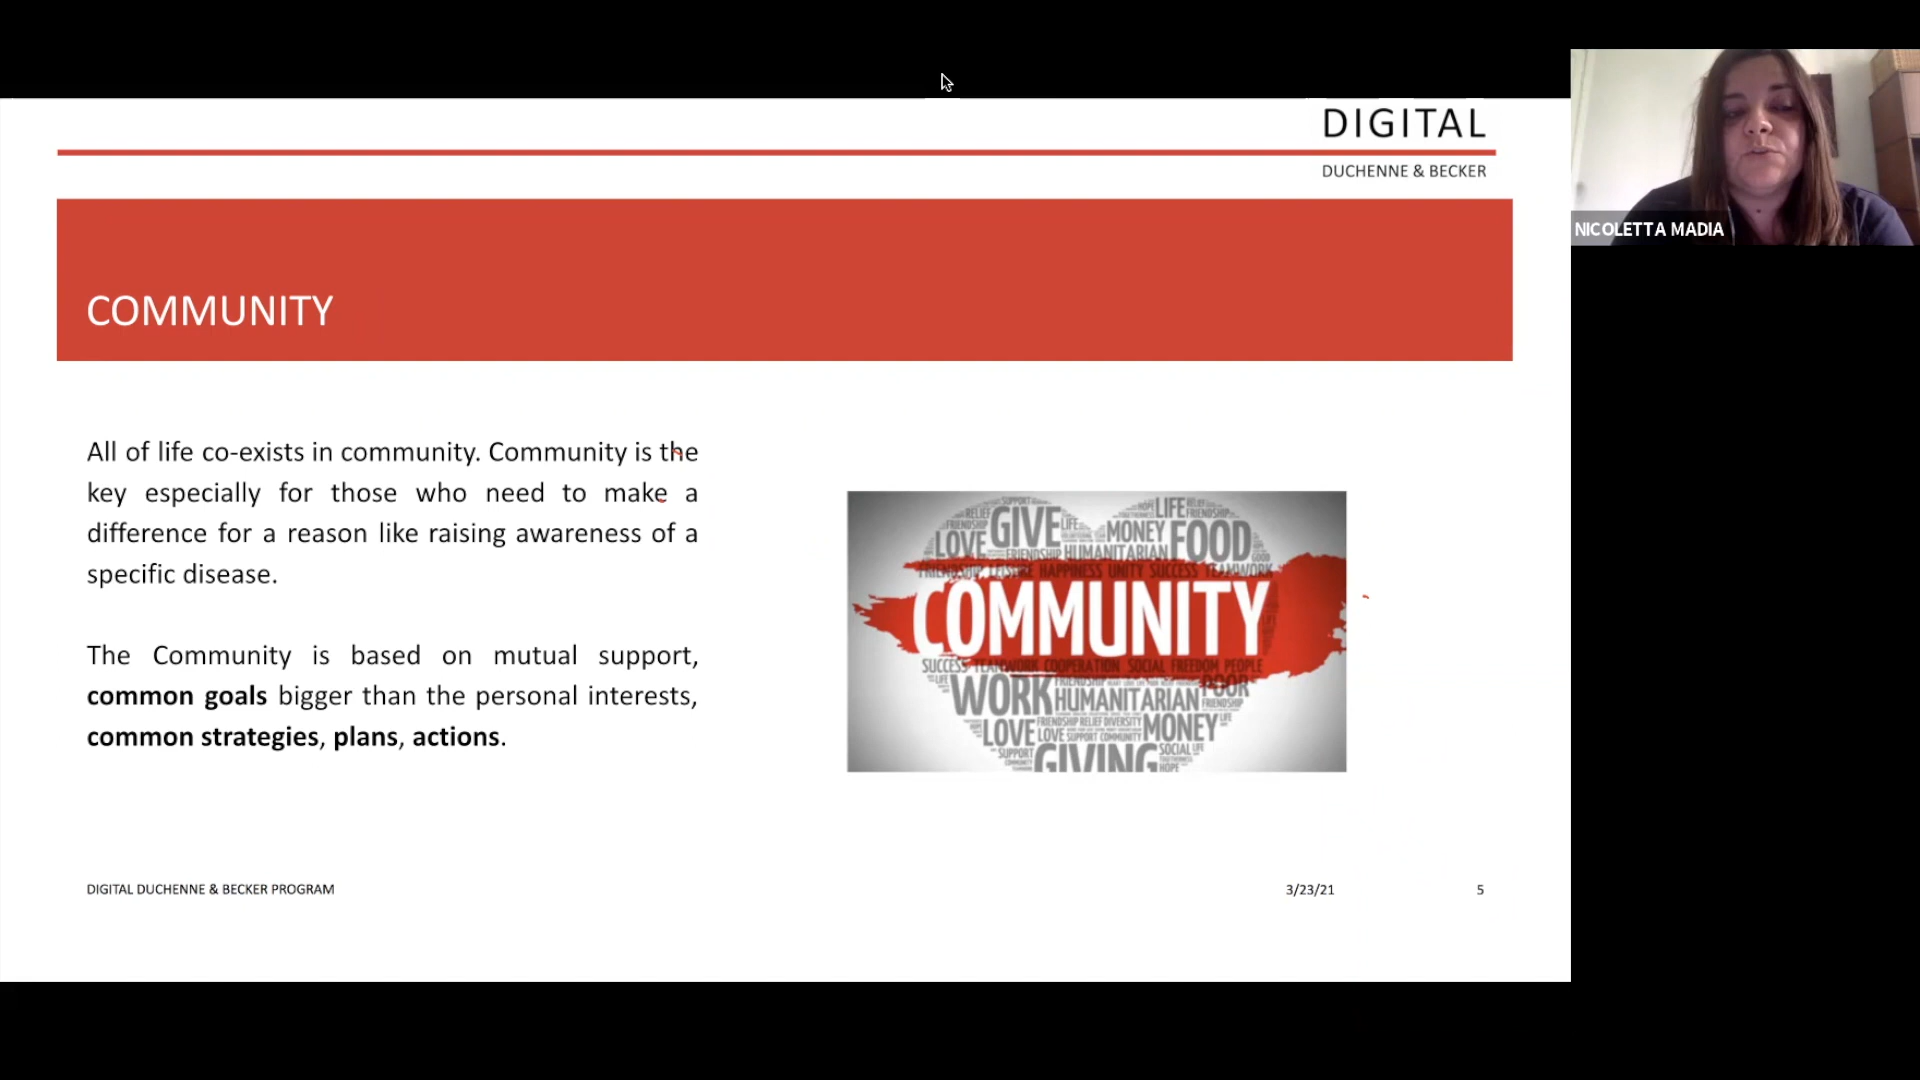 DIGITAL
DUCHENNE & BECKER
NICOLETTA MADIA
COMMUNITY
All of life co-exists in community. Community is the
key especially for those who need to make a
difference for a reason like raising awareness of a
specific disease.
The Community is based on mutual support,
common goals bigger than the personal interests,
common strategies, plans, actions.
SUPPORT
RELIEF
FRIENDSHIP
GIVE
LIFE
LOVE
FRIENDSHIP HUMANITARIAN
MONEY
FOOD
LIFE
FRIENDSHIP
FRIENDSHIP LEISURE HAPPINESS UNITY SUCCESS TEAMWORK
COMMUNITY
SUCCESS TEAMWORK COOPERATION SOCIAL FREEDOM PEOPLE
LIFE
WORK
HUMANITARIAN
POOR
FRIENDSHIP
LOVE
FRIENDSHIP RELIEF DIVERSITY
LOVE SUPPORT COMMUNITY
MONEY
LIFE
SUPPORT
GIVING
SOCIAL LIFE
HOPE
DIGITAL DUCHENNE & BECKER PROGRAM
3/23/21
5